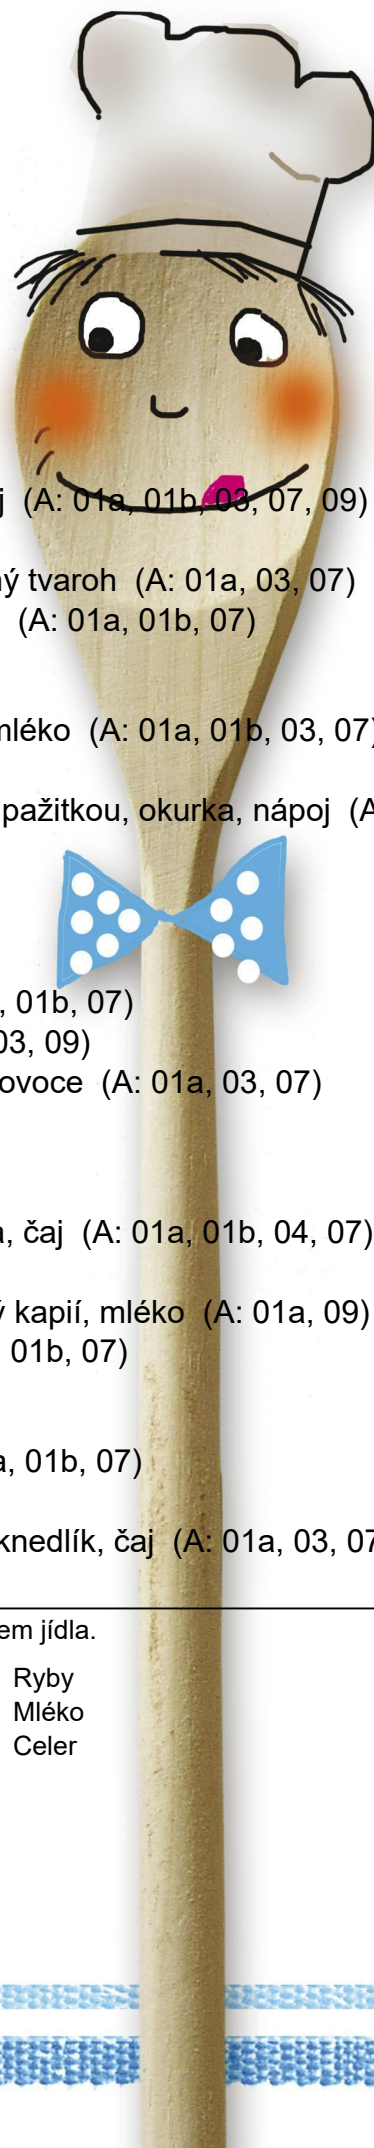 j (A: 01a, 01b, 03, 07, 09)
ý tvaroh (A: 01a, 03, 07)
(A: 01a, 01b, 07)
mléko (A: 01a, 01b, 03, 07)
pažitkou, okurka, nápoj (A
, 01b, 07)
03, 09)
ovoce (A: 01a, 03, 07)
a, čaj (A: 01a, 01b, 04, 07)
ý kapií, mléko (A: 01a, 09)
01b, 07)
a, 01b, 07)
knedlík, čaj (A: 01a, 03, 07
em jídla.
Ryby
Mléko
Celer